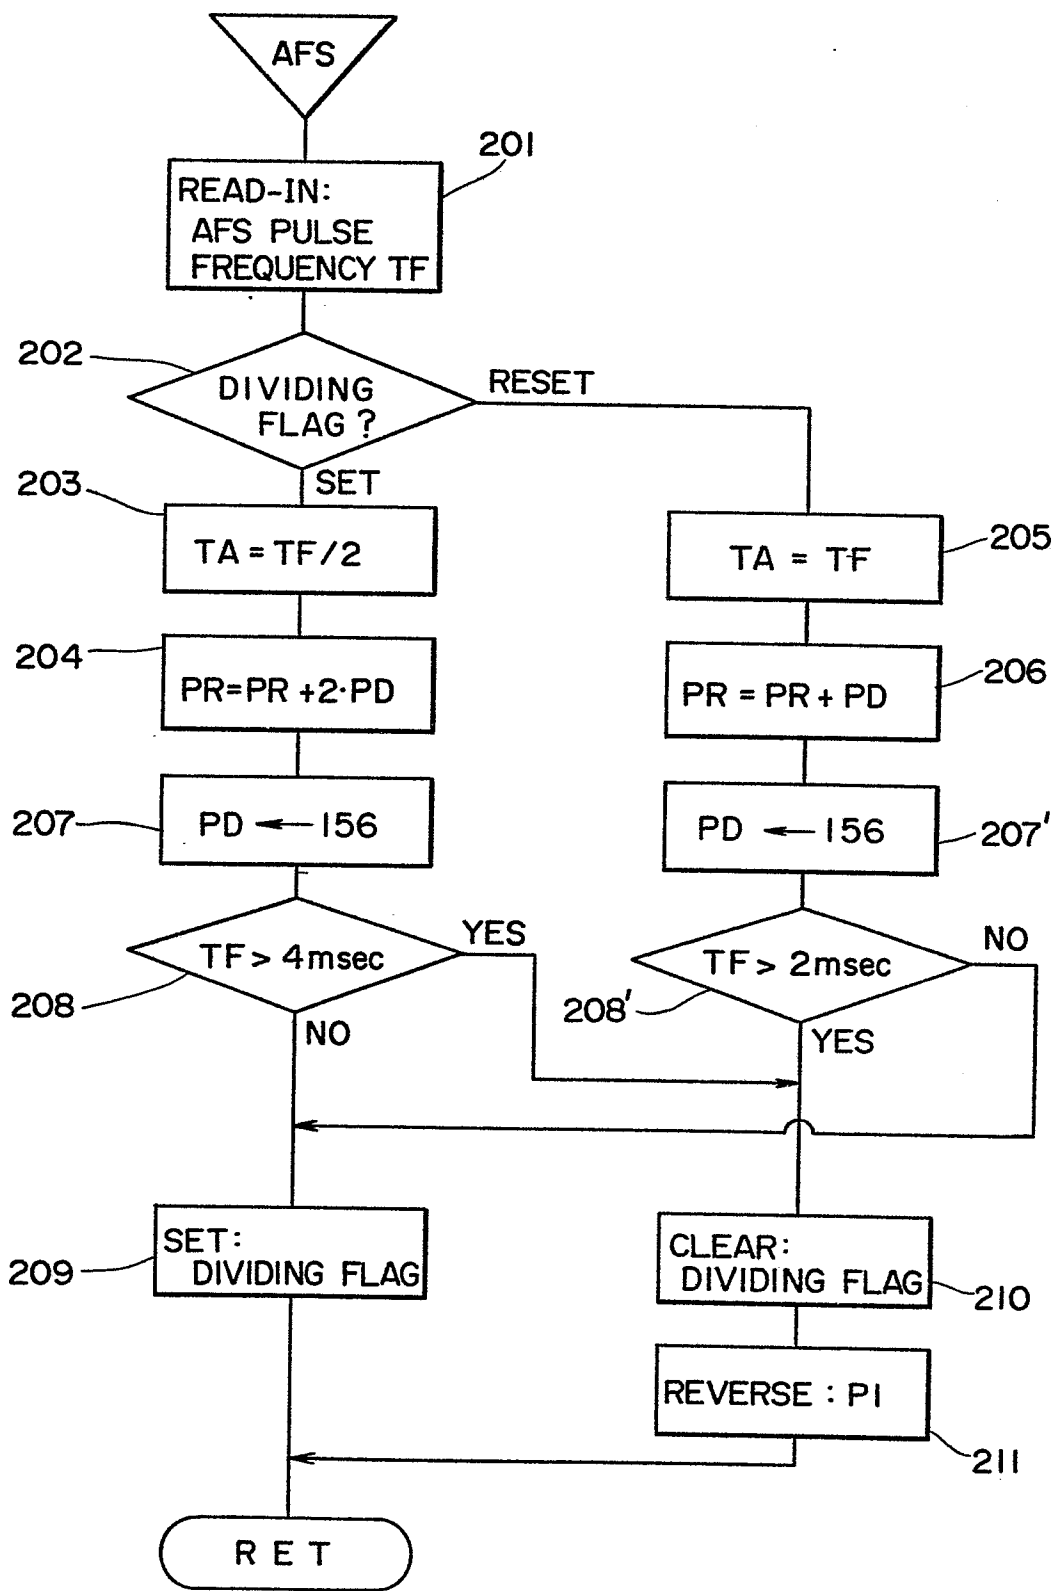 AFS
201
READ-IN:
AFS PULSE
FREQUENCY TF
202
DIVIDING
FLAG ?
RESET
SET
203
TA = TF/2
205
TA = TF
204
PR=PR+2·PD
206
PR = PR + PD
207
PD ← 156
207'
PD ← 156
208
TF > 4msec
YES
NO
208'
TF > 2msec
NO
YES
209
SET:
DIVIDING FLAG
210
CLEAR:
DIVIDING FLAG
REVERSE : P1
211
RET